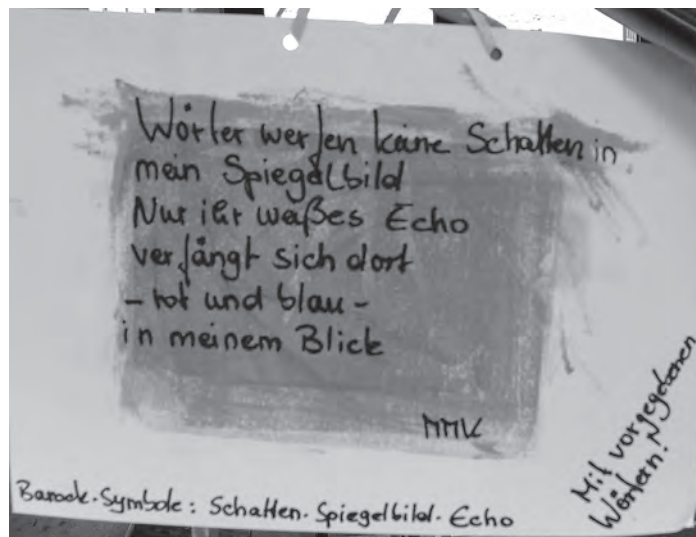 Wörter werfen keine Schatten in
mein Spiegelbild
Nur ihr weißes Echo
verfängt sich dort
- rot und blau -
in meinem Blick
MMK
Barock-Symbole: Schatten. Spiegelbild. Echo
Mit vorgegebenen
Wörtern!